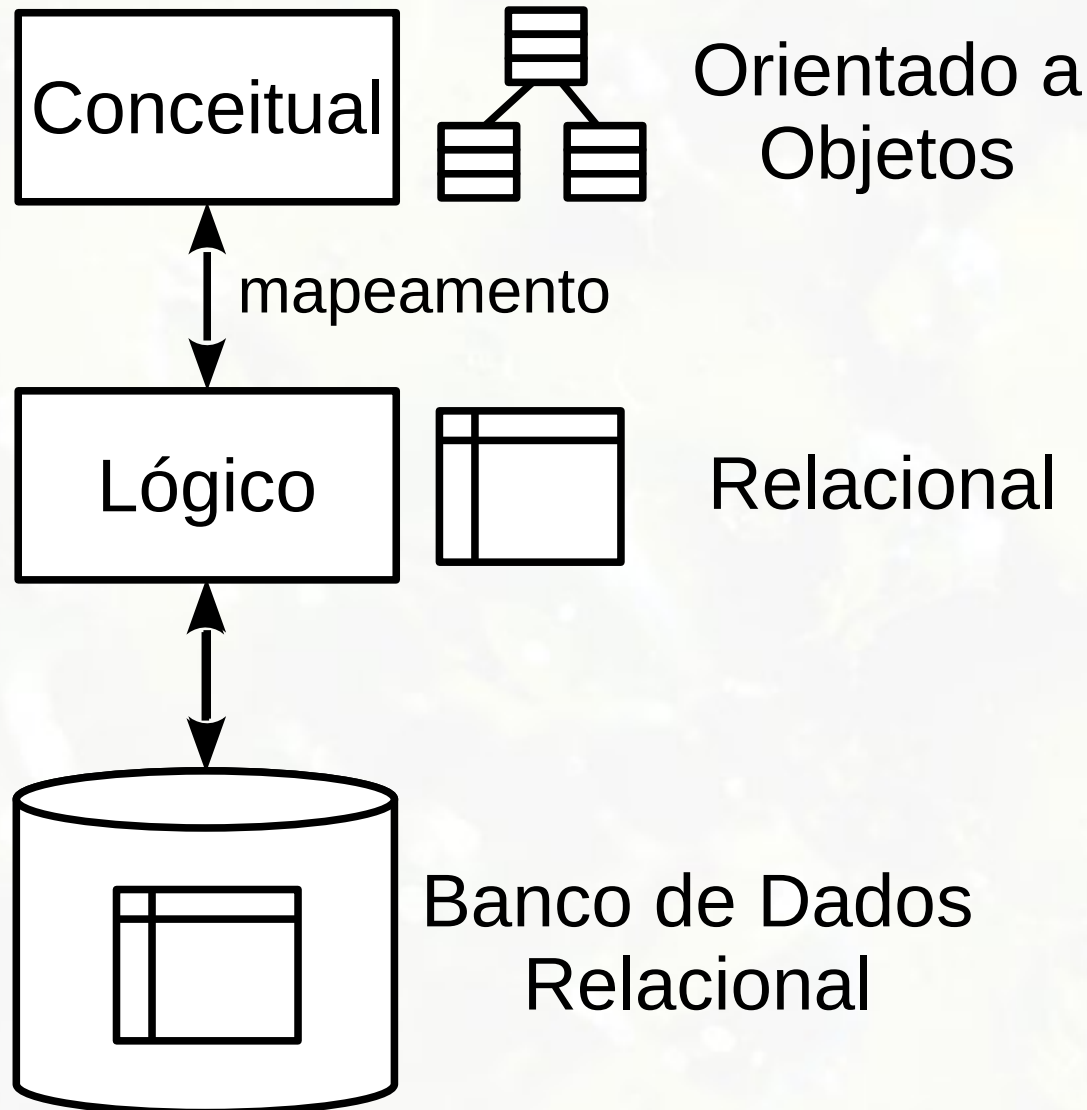 Conceitual
Orientado a
Objetos
mapeamento
Lógico
Relacional
Banco de Dados
Relacional